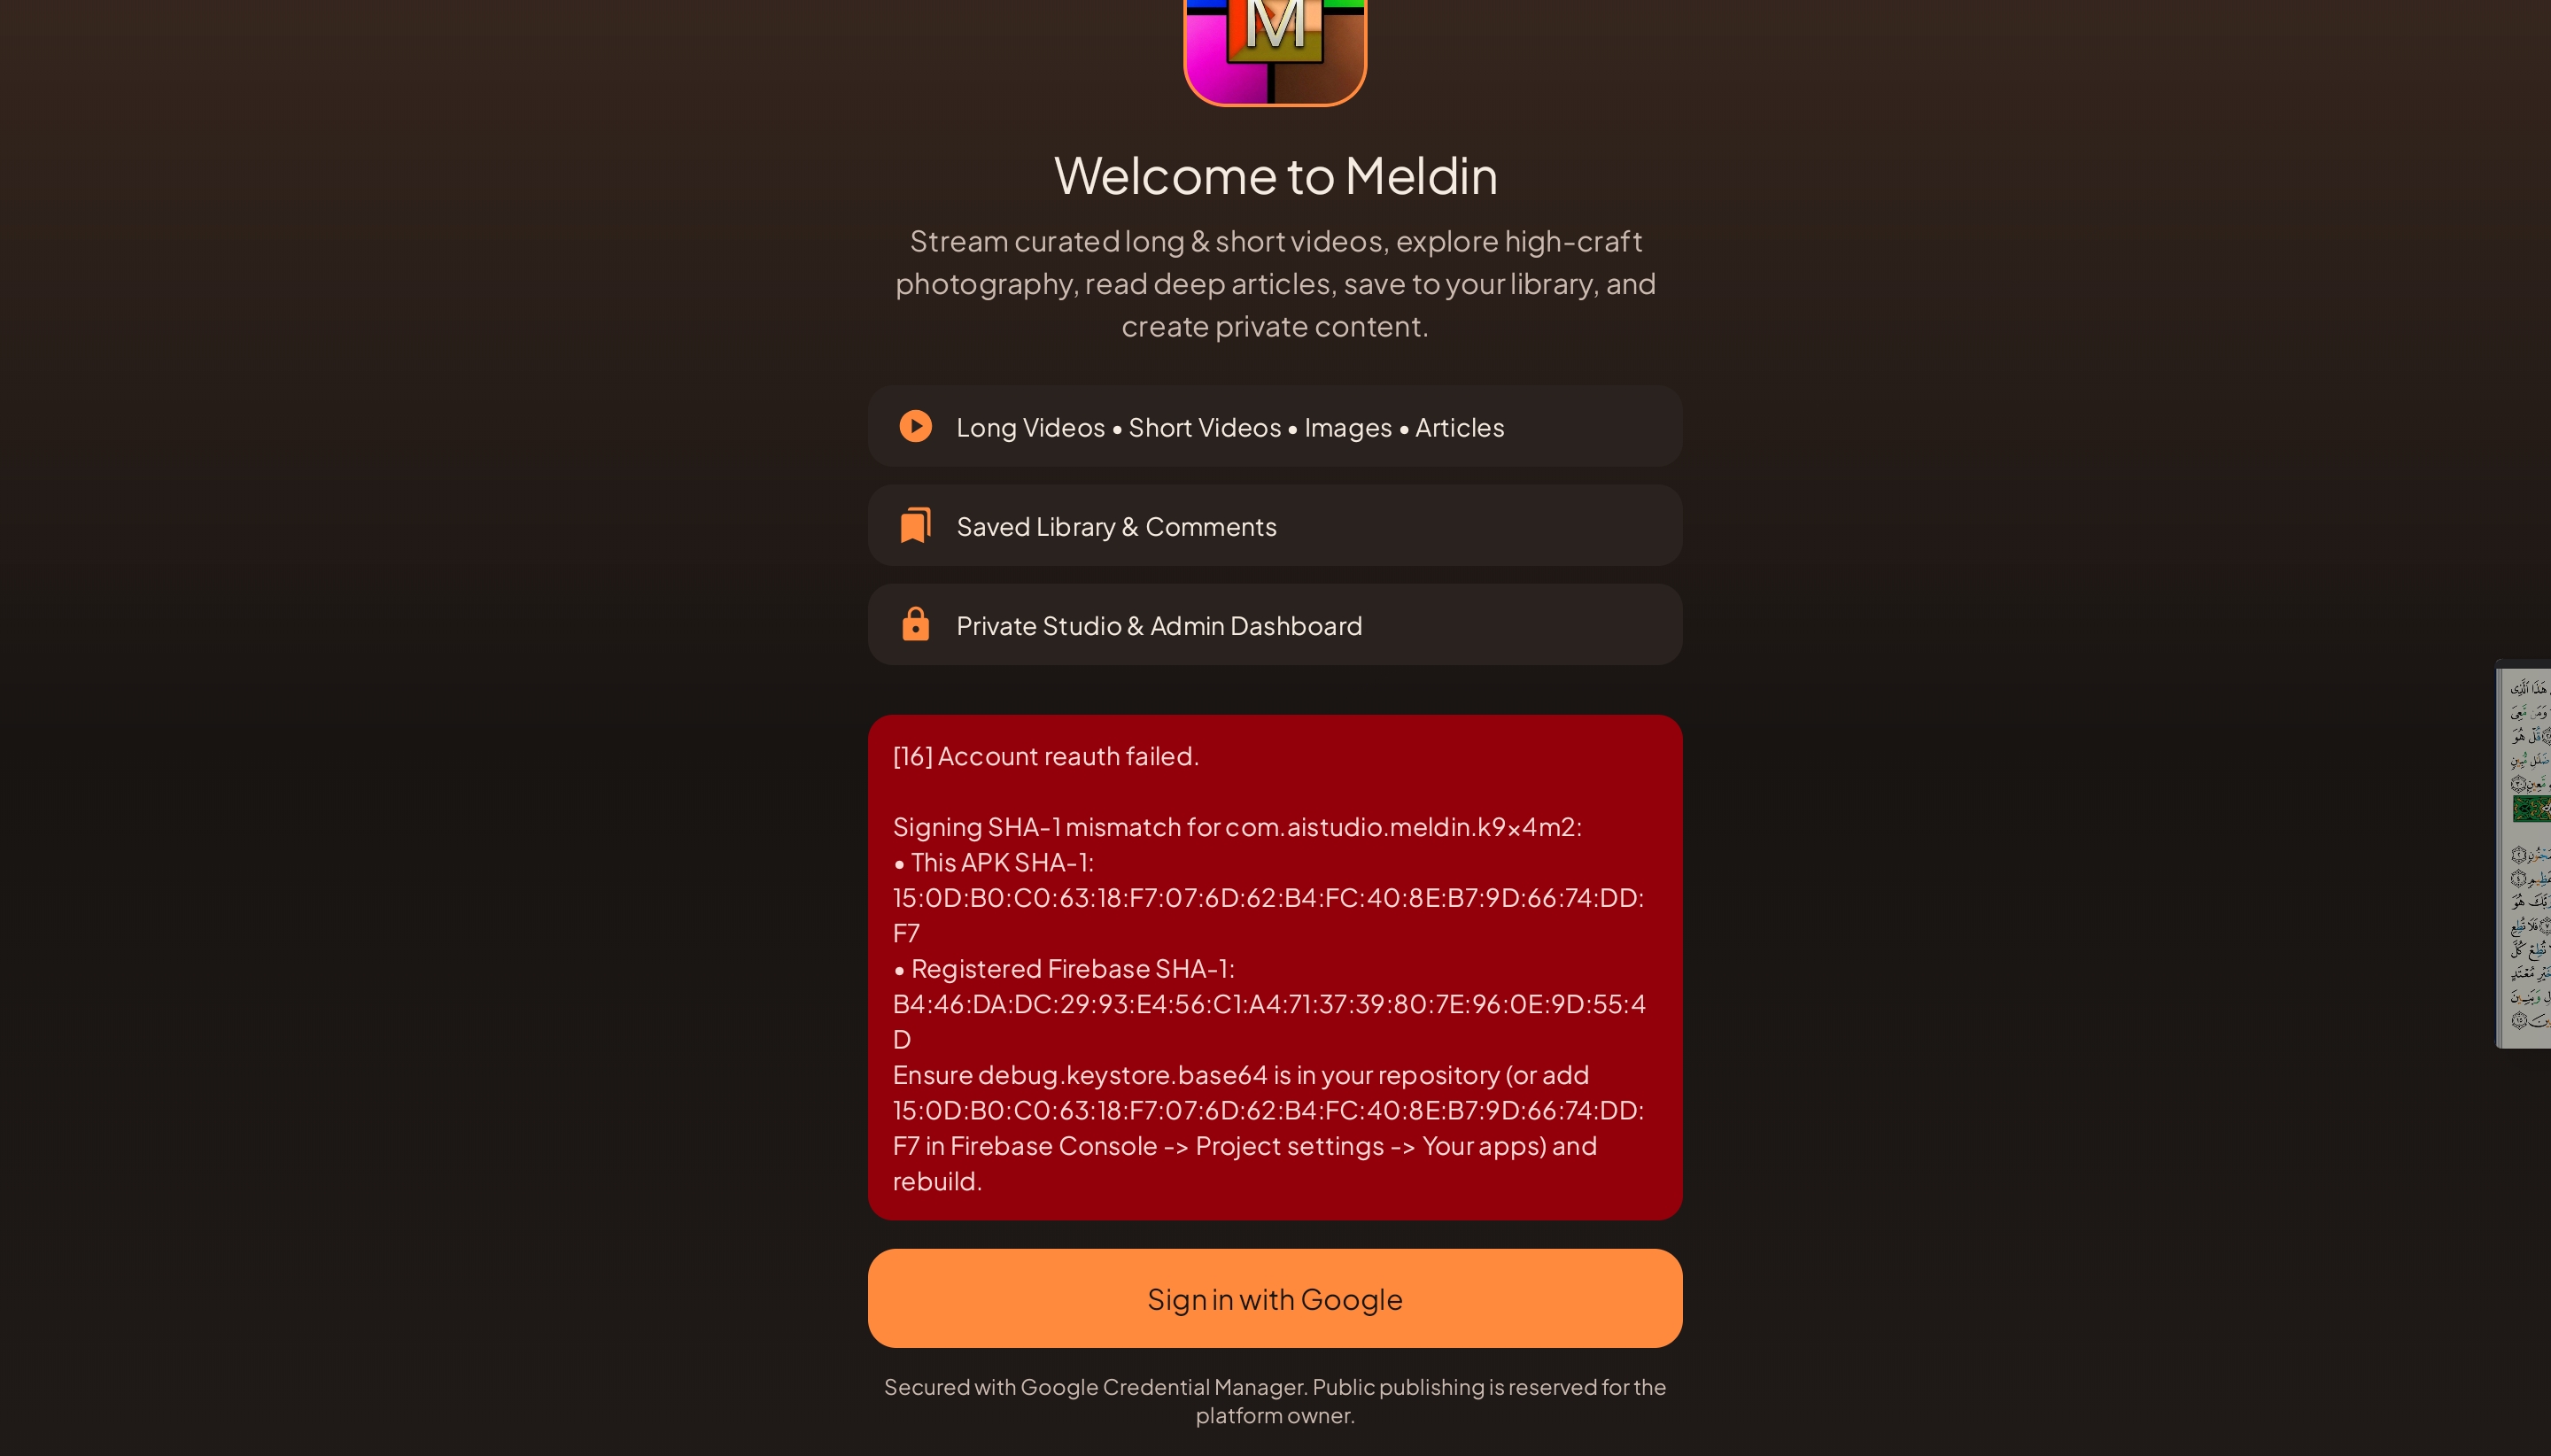 M
Welcome to Meldin
Stream curated long & short videos, explore high-craft
photography, read deep articles, save to your library, and
create private content.
Long Videos • Short Videos • Images • Articles
Saved Library & Comments
Private Studio & Admin Dashboard
[16] Account reauth failed.
Signing SHA-1 mismatch for com.aistudio.meldin.k9x4m2:
• This APK SHA-1:
15:0D:B0:C0:63:18:F7:07:6D:62:B4:FC:40:8E:B7:9D:66:74:DD:
F7
• Registered Firebase SHA-1:
B4:46:DA:DC:29:93:E4:56:C1:A4:71:37:39:80:7E:96:0E:9D:55:4
D
Ensure debug.keystore.base64 is in your repository (or add
15:0D:B0:C0:63:18:F7:07:6D:62:B4:FC:40:8E:B7:9D:66:74:DD:
F7 in Firebase Console -> Project settings -> Your apps) and
rebuild.
Sign in with Google
Secured with Google Credential Manager. Public publishing is reserved for the
platform owner.
هَٰذَا ٱلَّذِى
وَمَن مَّعِىَ
قُلْ هُوَ
ضَلَٰلٍ مُّبِينٍ
مَّعِينٍ
رَبَّكَ هُوَ
فَلَا تُطِعِ
تُطِعْ كُلَّ